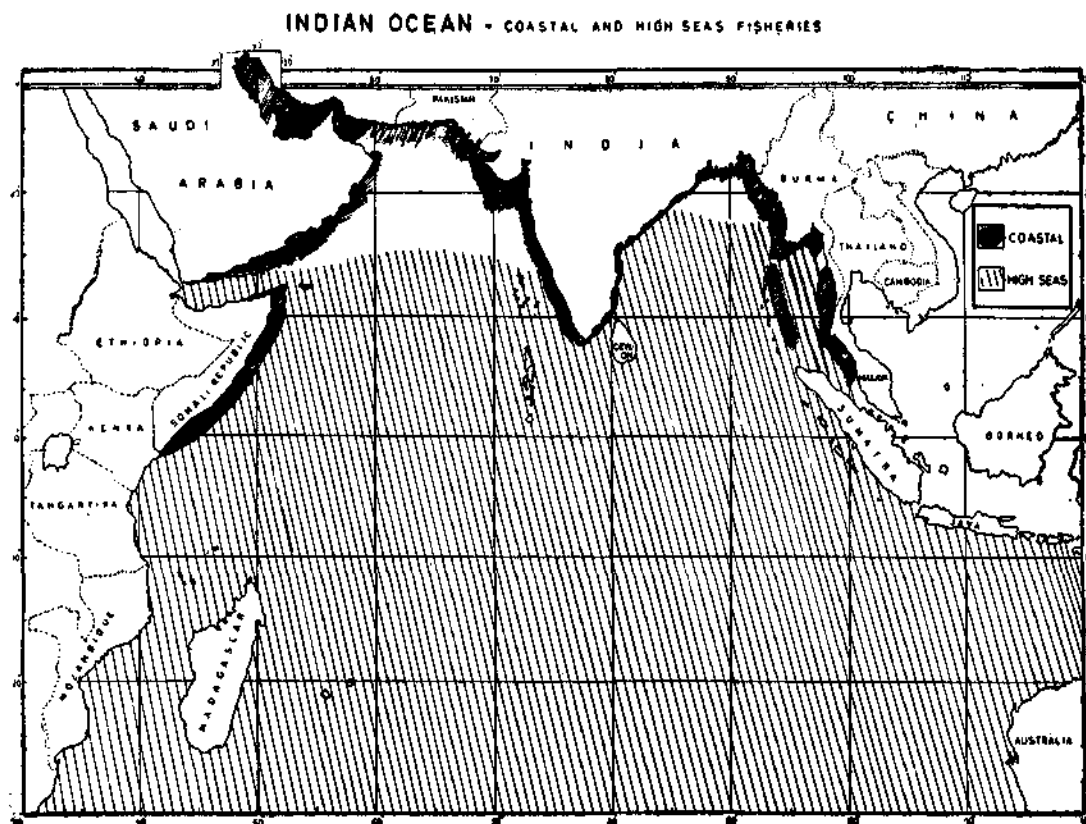 INDIAN OCEAN - COASTAL AND HIGH SEAS FISHERIES
PAKISTAN
SAUDI
ARABIA
INDIA
CHINA
BURMA
THAILAND
CAMBODIA
COASTAL
HIGH SEAS
ETHIOPIA
SOMALI REPUBLIC
KENYA
CEYLON
SUMATRA
BORNEO
JAVA
MOZAMBIQUE
MADAGASCAR
AUSTRALIA